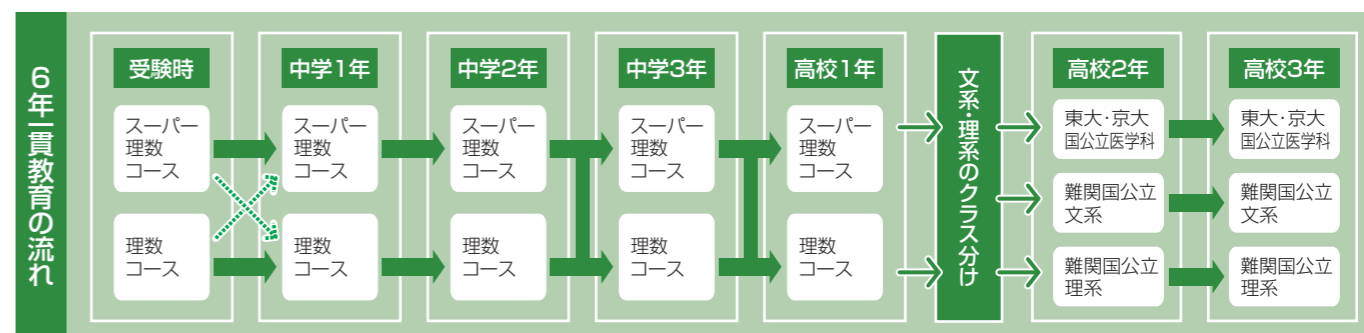 6年一貫教育の流れ
受験時
スーパー
理数
コース
理数
コース
中学1年
スーパー
理数
コース
理数
コース
中学2年
スーパー
理数
コース
理数
コース
中学3年
スーパー
理数
コース
理数
コース
高校1年
スーパー
理数
コース
理数
コース
文系・理系のクラス分け
高校2年
東大・京大
国公立医学科
難関国公立
文系
難関国公立
理系
高校3年
東大・京大
国公立医学科
難関国公立
文系
難関国公立
理系